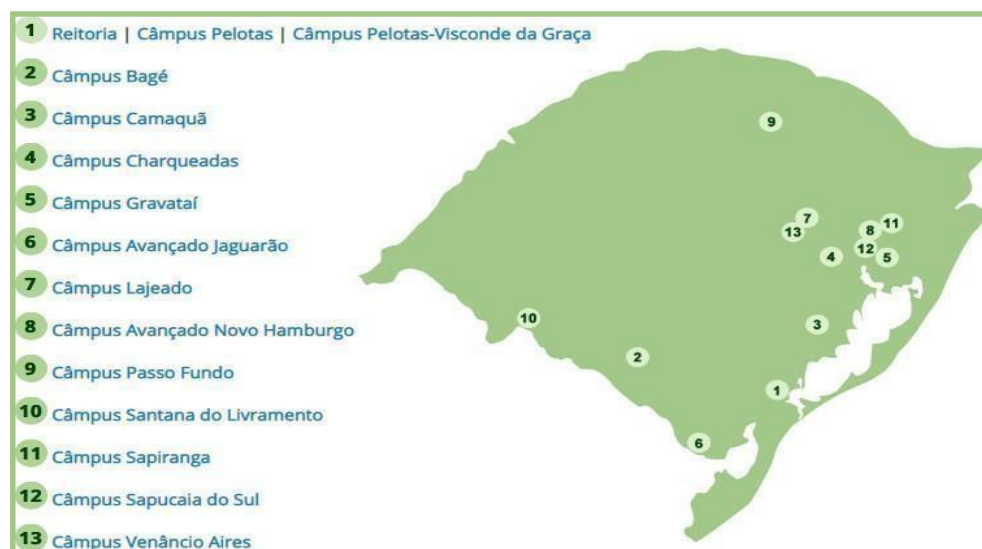 1 Reitoria | Câmpus Pelotas | Câmpus Pelotas-Visconde da Graça
2 Câmpus Bagé
3 Câmpus Camaquã
4 Câmpus Charqueadas
5 Câmpus Gravataí
6 Câmpus Avançado Jaguarão
7 Câmpus Lajeado
8 Câmpus Avançado Novo Hamburgo
9 Câmpus Passo Fundo
10 Câmpus Santana do Livramento
11 Câmpus Sapiranga
12 Câmpus Sapucaia do Sul
13 Câmpus Venâncio Aires
9
7
11
8
13
12
4
5
10
3
2
1
6